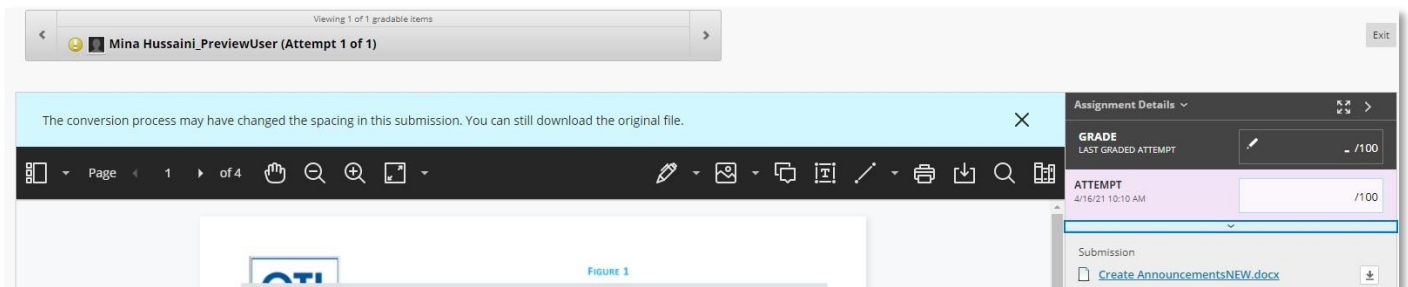 Viewing 1 of 1 gradable items
Mina Hussaini_PreviewUser (Attempt 1 of 1)
Exit
The conversion process may have changed the spacing in this submission. You can still download the original file.
Assignment Details
GRADE
LAST GRADED ATTEMPT
- /100
Page 1 of 4
ATTEMPT
4/16/21 10:10 AM
/100
Submission
Create AnnouncementsNEW.docx
FIGURE 1